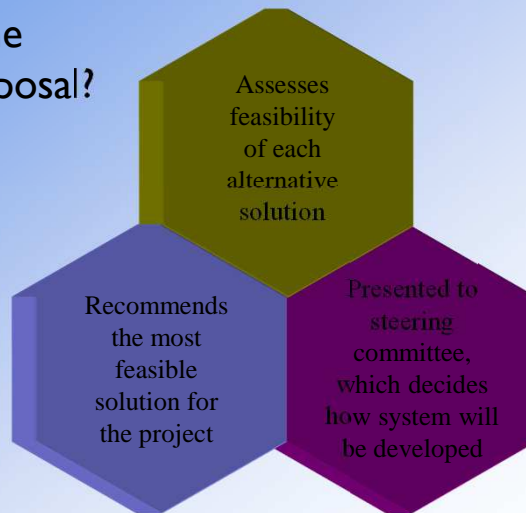 e
posal?
Assesses
feasibility
of each
alternative
solution
Recommends
the most
feasible
solution for
the project
Presented to
steering
committee,
which decides
how system will
be developed